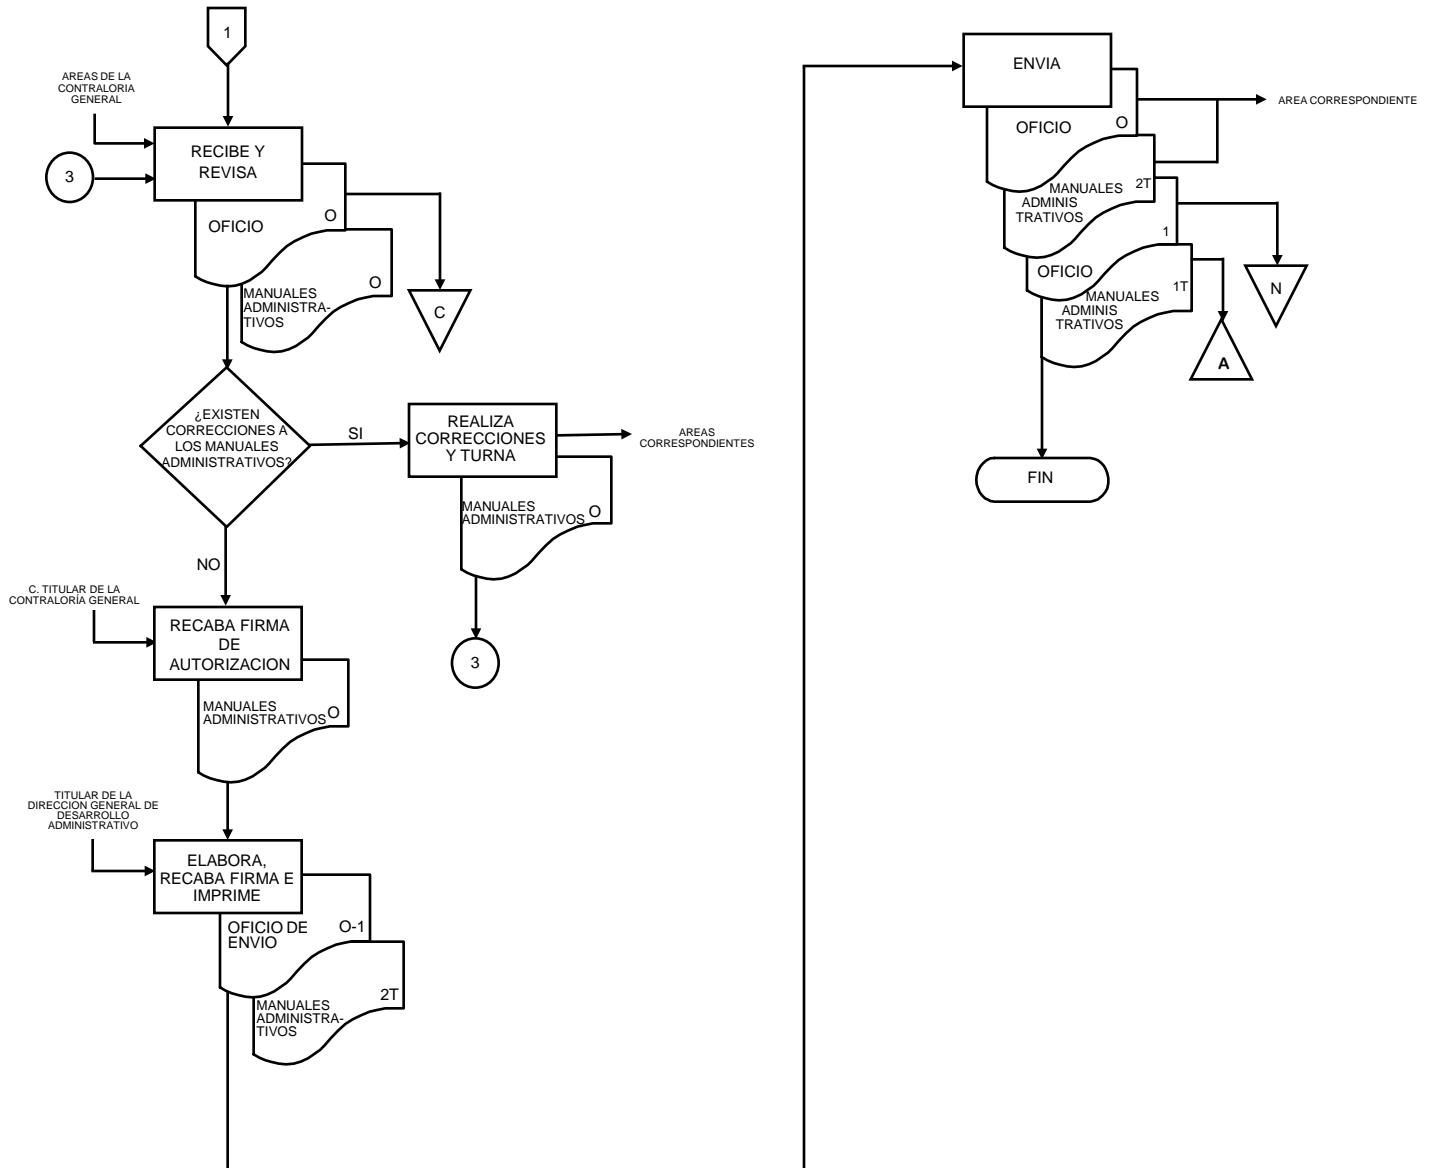 1
AREAS DE LA
CONTRALORIA
GENERAL
3
RECIBE Y
REVISA
OFICIO
O
MANUALES
ADMINISTRA-
TIVOS
O
C
¿EXISTEN
CORRECCIONES A
LOS MANUALES
ADMINISTRATIVOS?
SI
REALIZA
CORRECCIONES
Y TURNA
AREAS
CORRESPONDIENTES
MANUALES
ADMINISTRATIVOS
O
3
NO
C. TITULAR DE LA
CONTRALORÍA GENERAL
RECABA FIRMA
DE
AUTORIZACION
MANUALES
ADMINISTRATIVOS
O
TITULAR DE LA
DIRECCION GENERAL DE
DESARROLLO
ADMINISTRATIVO
ELABORA,
RECABA FIRMA E
IMPRIME
OFICIO DE
ENVIO
O-1
MANUALES
ADMINISTRA-
TIVOS
2T
ENVIA
AREA CORRESPONDIENTE
OFICIO
O
MANUALES
ADMINIS
TRATIVOS
2T
OFICIO
1
MANUALES
ADMINIS
TRATIVOS
1T
N
A
FIN